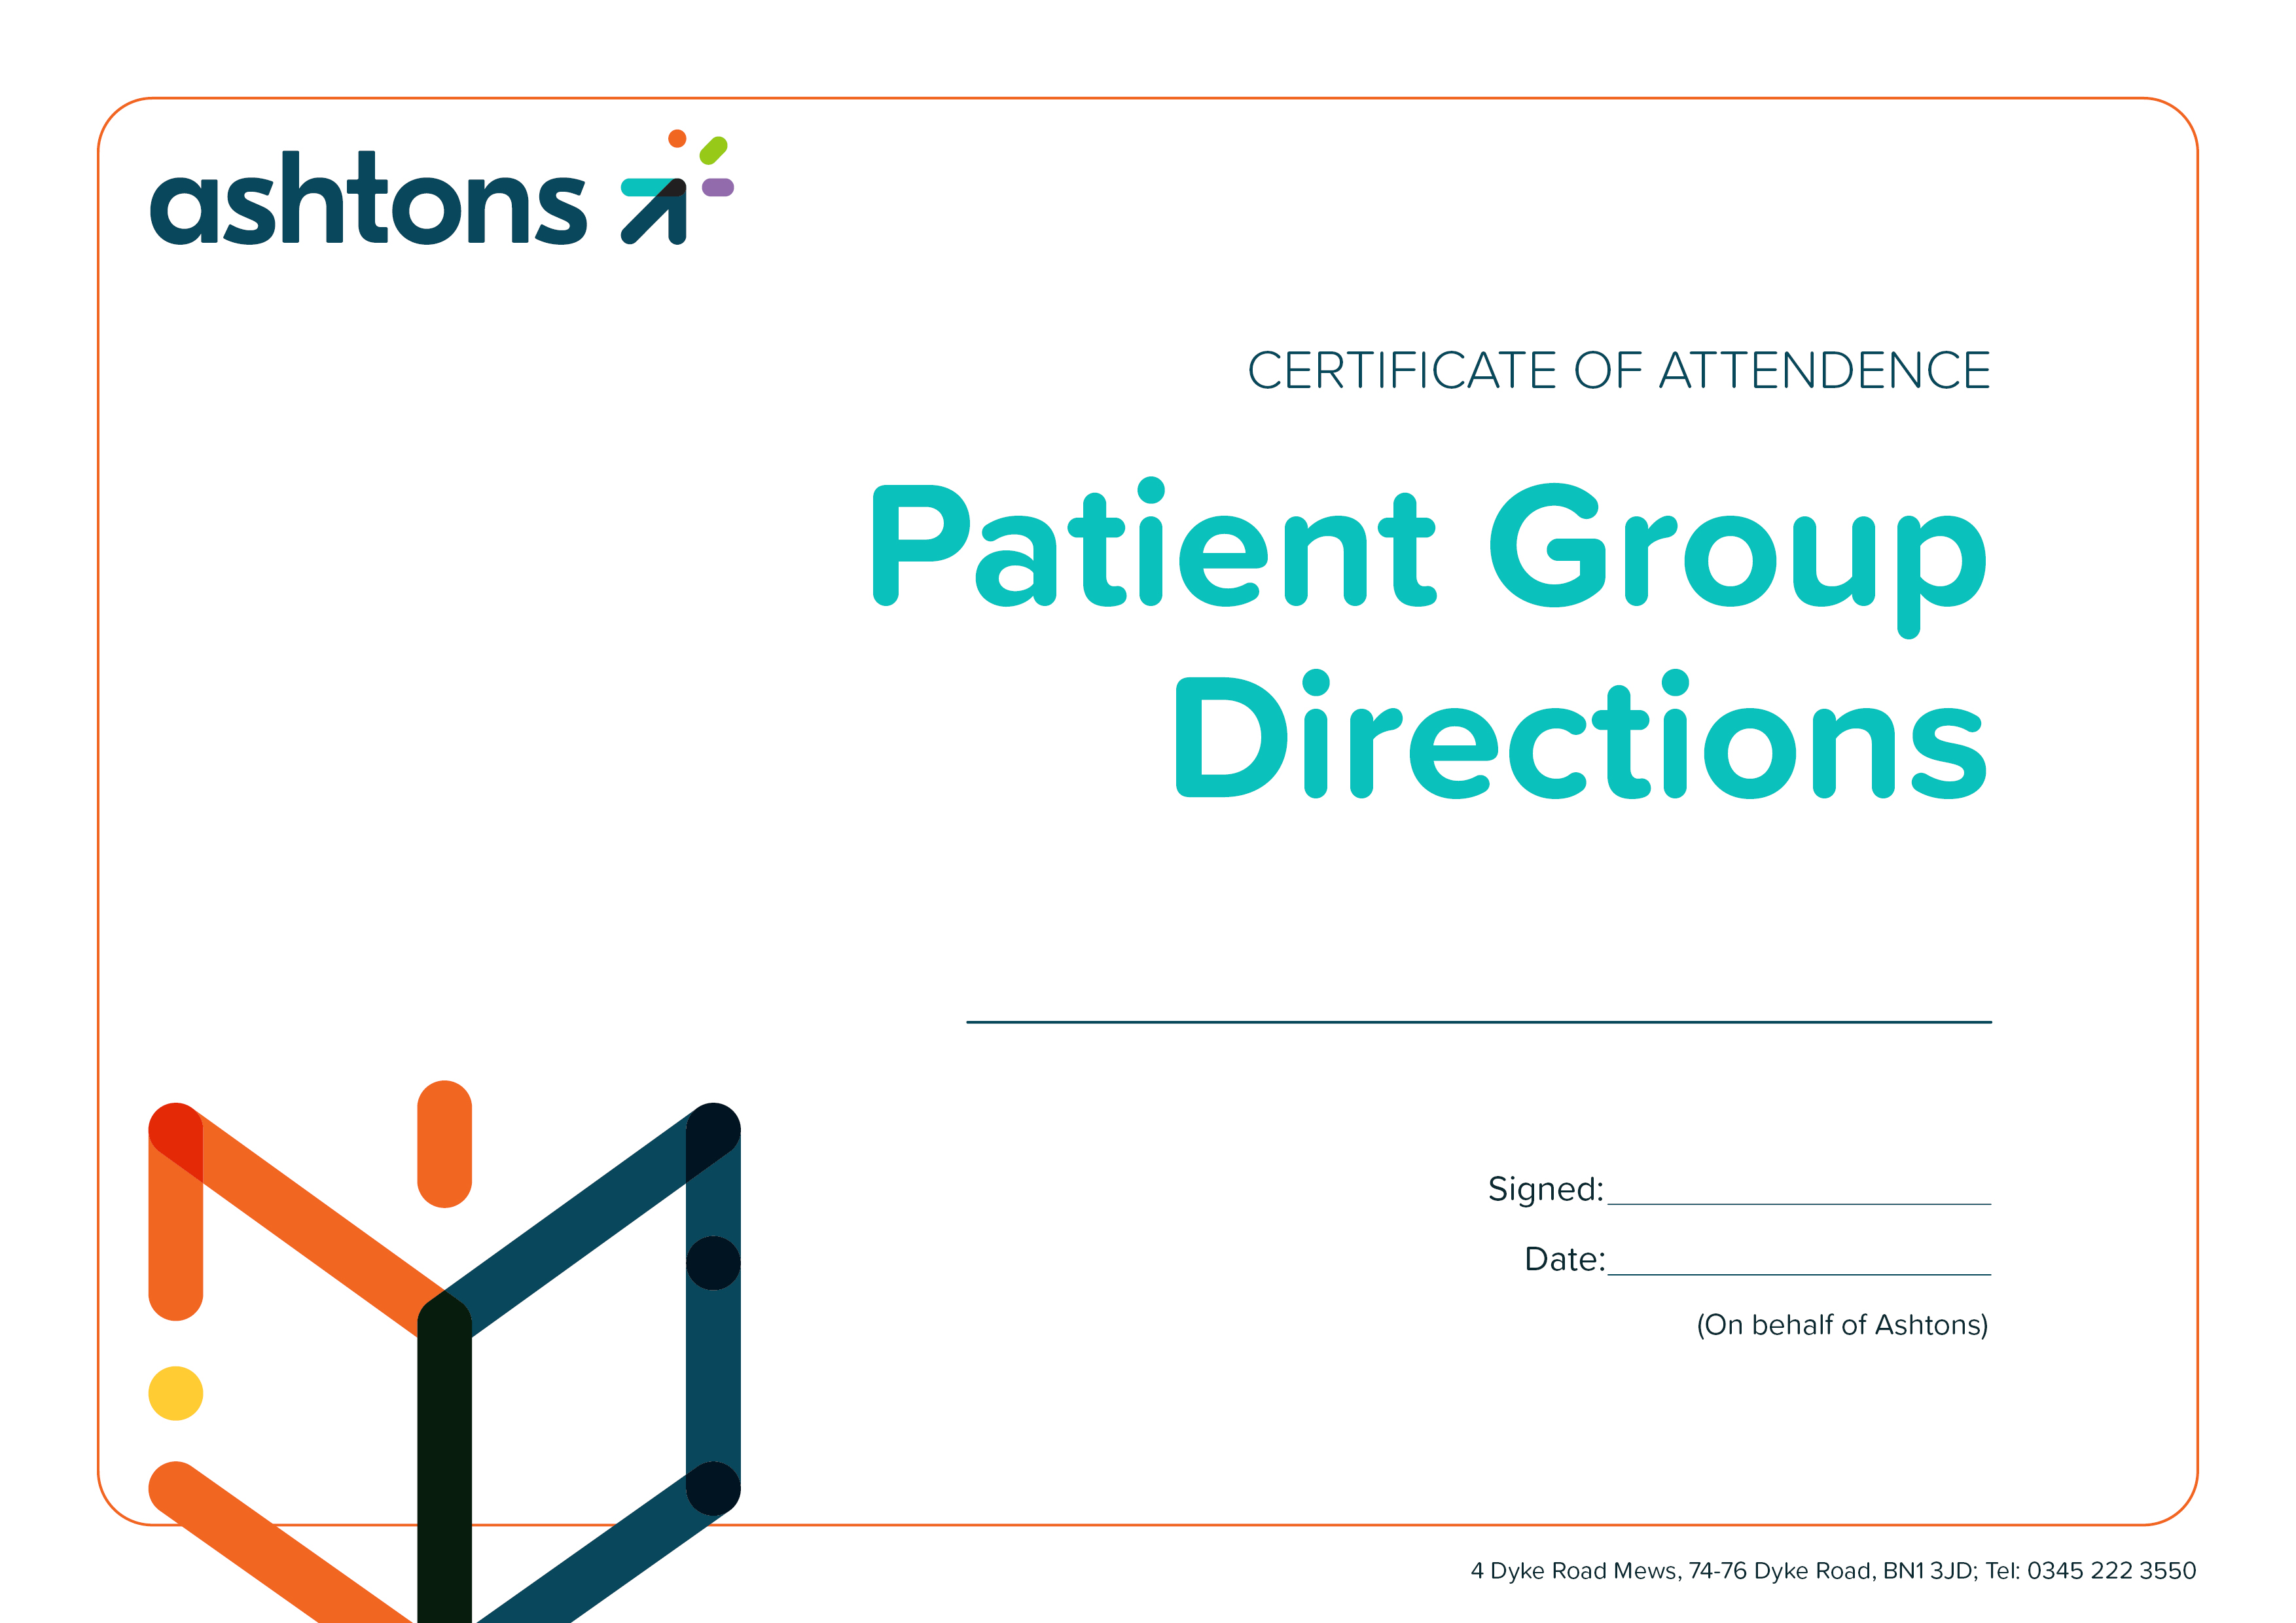 ashtons
CERTIFICATE OF ATTENDENCE
Patient Group
Directions
Signed:
Date:
(On behalf of Ashtons)
4 Dyke Road Mews, 74-76 Dyke Road, BN1 3JD; Tel: 0345 222 3550